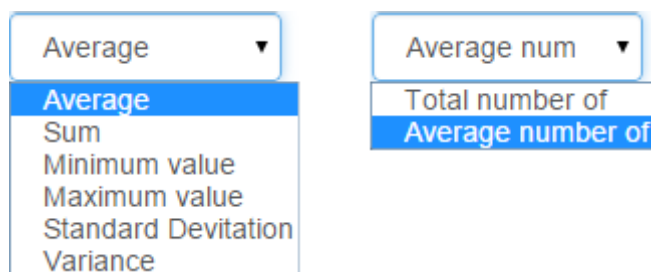 Average
Average
Sum
Minimum value
Maximum value
Standard Devitation
Variance
Average num
Total number of
Average number of